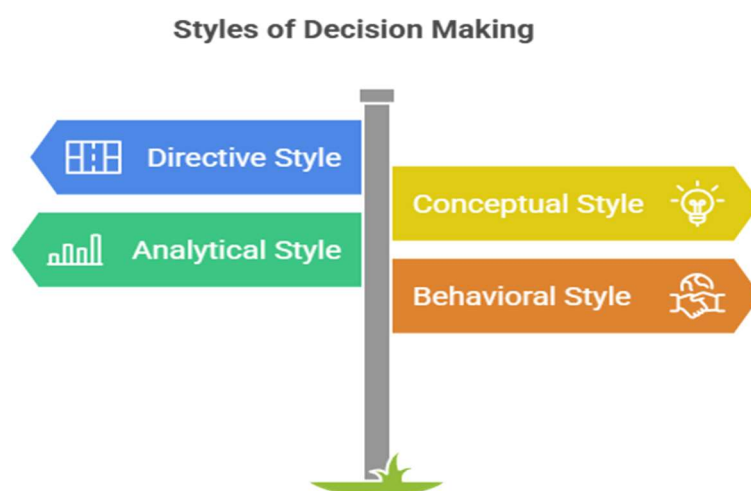 Styles of Decision Making
Directive Style
Conceptual Style
Analytical Style
Behavioral Style